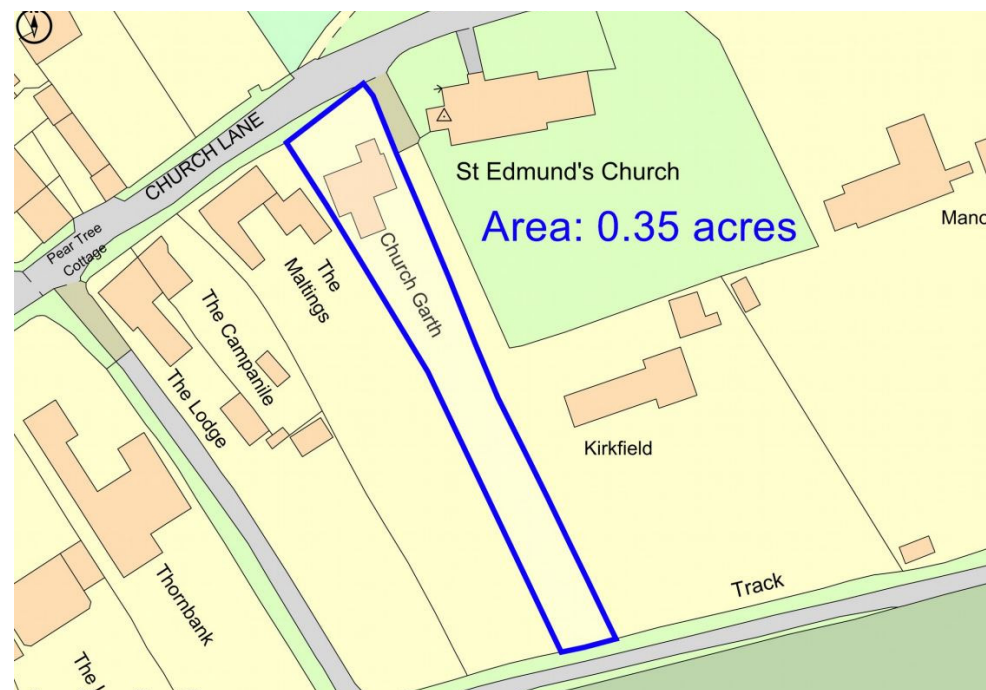 CHURCH LANE
St Edmund's Church
Area: 0.35 acres
Pear Tree
Cottage
The
Maltings
Church Garth
The Campanile
The Lodge
Kirkfield
Thornbank
Track
The